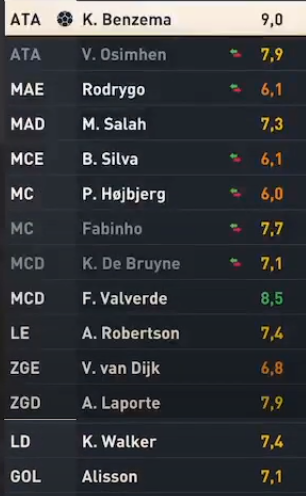 ATA K. Benzema 9,0
ATA V. Osimhen 7,9
MAE Rodrygo 6,1
MAD M. Salah 7,3
MCE B. Silva 6,1
MC P. Højbjerg 6,0
MC Fabinho 7,7
MCD K. De Bruyne 7,1
MCD F. Valverde 8,5
LE A. Robertson 7,4
ZGE V. van Dijk 6,8
ZGD A. Laporte 7,9
LD K. Walker 7,4
GOL Alisson 7,1